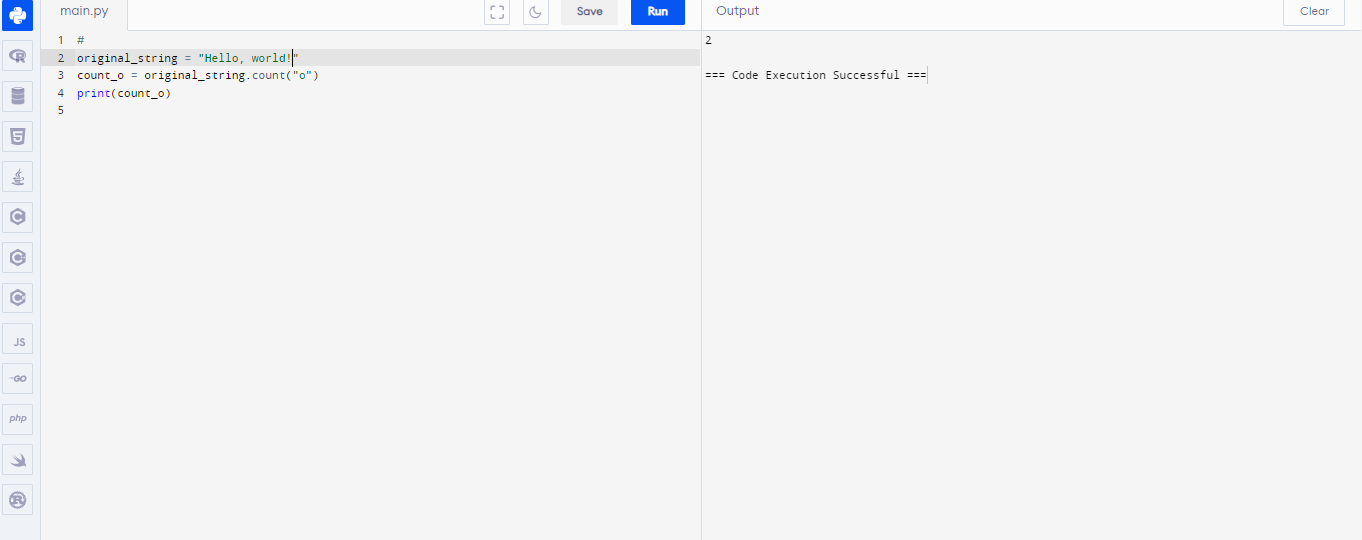 main.py
Save
Run
Output
Clear
1 #
2 original_string = "Hello, world!"
3 count_o = original_string.count("o")
4 print(count_o)
5
2
=== Code Execution Successful ===
R
5
C
C
C
JS
GO
php
R